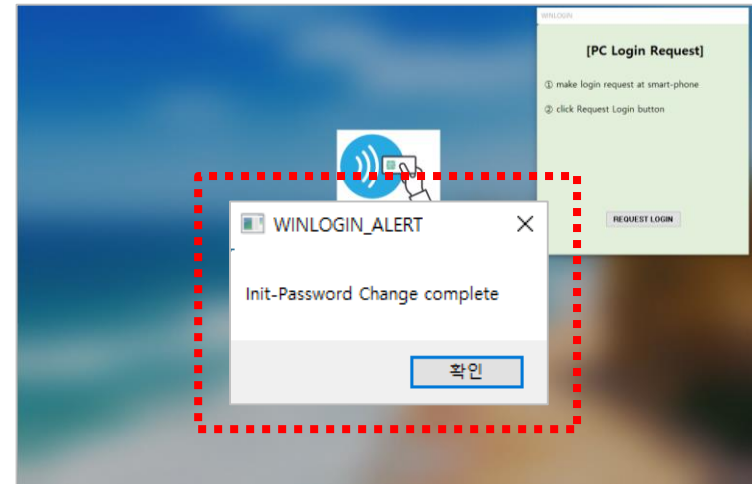 WINLOGIN
[PC Login Request]
① make login request at smart-phone
② click Request Login button
REQUEST LOGIN
WINLOGIN_ALERT
Init-Password Change complete
확인